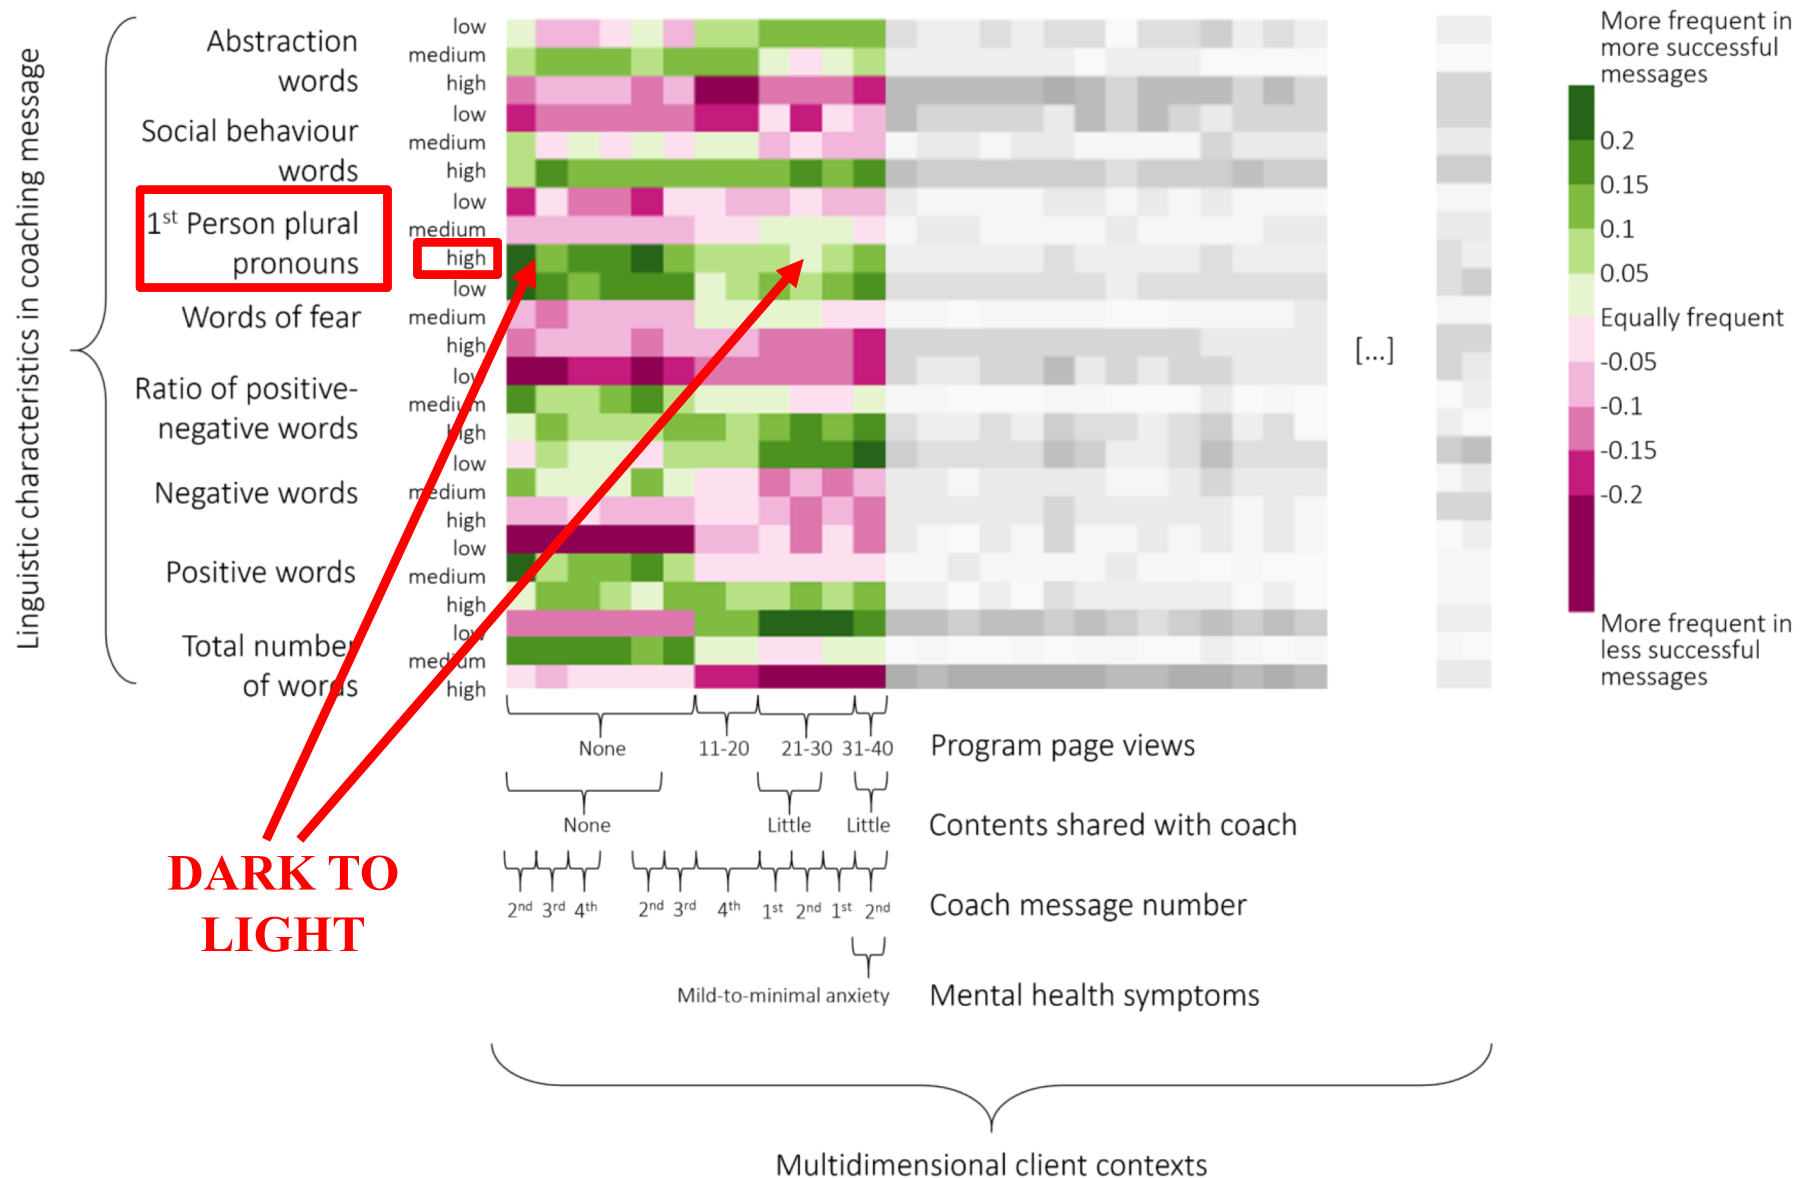 Linguistic characteristics in coaching message
Abstraction
words
Social behaviour
words
1st Person plural
pronouns
Words of fear
Ratio of positive-
negative words
Negative words
Positive words
Total number
of words
low
medium
high
low
medium
high
low
medium
high
low
medium
high
low
medium
high
low
medium
high
low
medium
high
low
medium
high
[...]
More frequent in
more successful
messages
0.2
0.15
0.1
0.05
Equally frequent
-0.05
-0.1
-0.15
-0.2
More frequent in
less successful
messages
None 11-20 21-30 31-40 Program page views
None Little Little Contents shared with coach
2nd 3rd 4th 2nd 3rd 4th 1st 2nd 1st 2nd Coach message number
Mild-to-minimal anxiety Mental health symptoms
DARK TO
LIGHT
Multidimensional client contexts